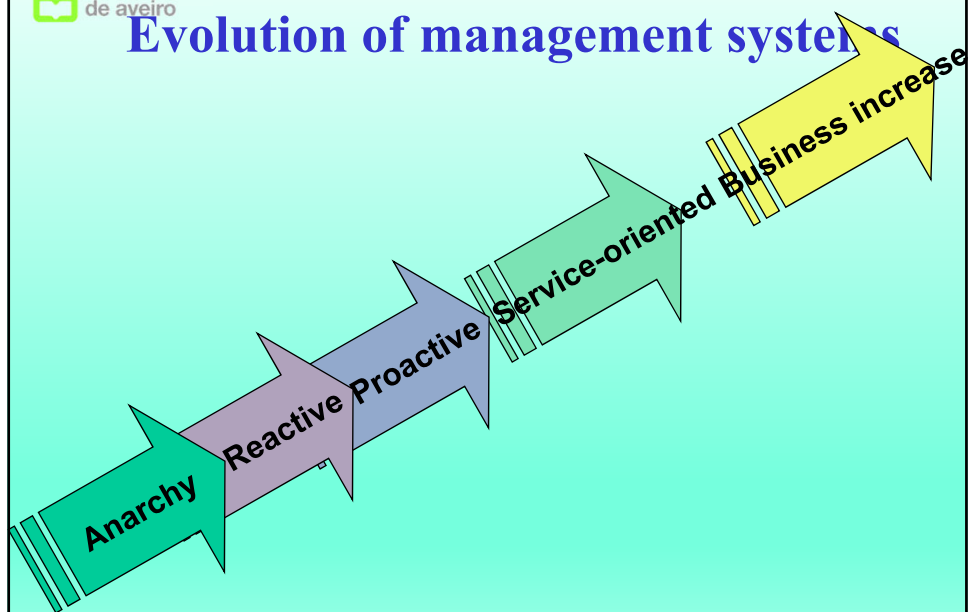 de aveiro
Evolution of management systems
Business increase
Service-oriented
Proactive
Reactive
Anarchy